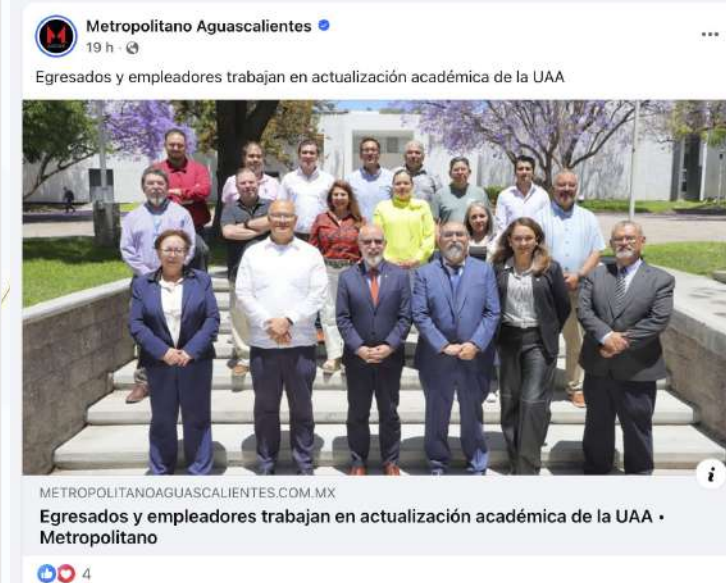 Metropolitano Aguascalientes
19 h ·
Egresados y empleadores trabajan en actualización académica de la UAA
METROPOLITANOAGUASCALIENTES.COM.MX
Egresados y empleadores trabajan en actualización académica de la UAA •
Metropolitano
4